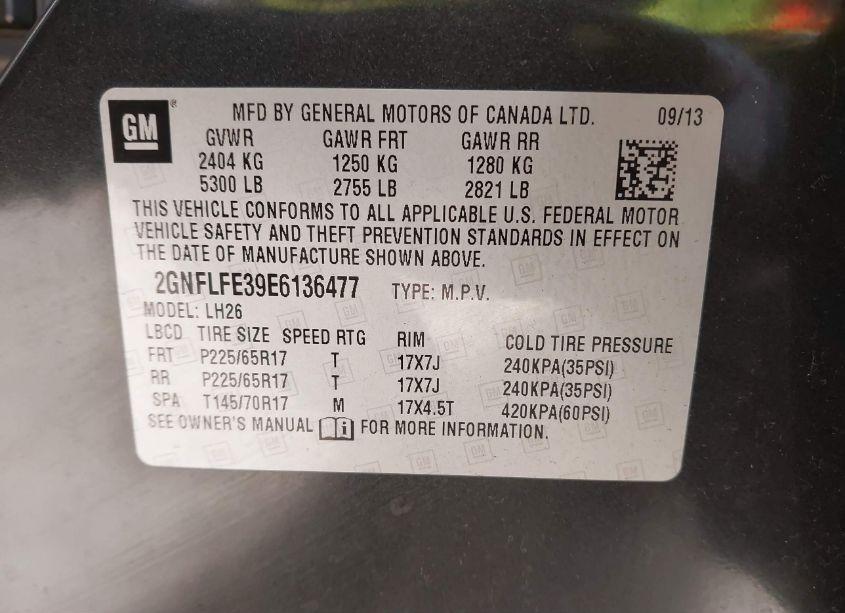 GM ® MFD BY GENERAL MOTORS OF CANADA LTD. 09/13
GVWR GAWR FRT GAWR RR
2404 KG 1250 KG 1280 KG
5300 LB 2755 LB 2821 LB
THIS VEHICLE CONFORMS TO ALL APPLICABLE U.S. FEDERAL MOTOR
VEHICLE SAFETY AND THEFT PREVENTION STANDARDS IN EFFECT ON
THE DATE OF MANUFACTURE SHOWN ABOVE.
2GNFLFE39E6136477 TYPE: M.P.V.
MODEL: LH26
LBCD TIRE SIZE SPEED RTG RIM COLD TIRE PRESSURE
FRT P225/65R17 T 17X7J 240KPA(35PSI)
RR P225/65R17 T 17X7J 240KPA(35PSI)
SPA T145/70R17 M 17X4.5T 420KPA(60PSI)
SEE OWNER'S MANUAL i FOR MORE INFORMATION.